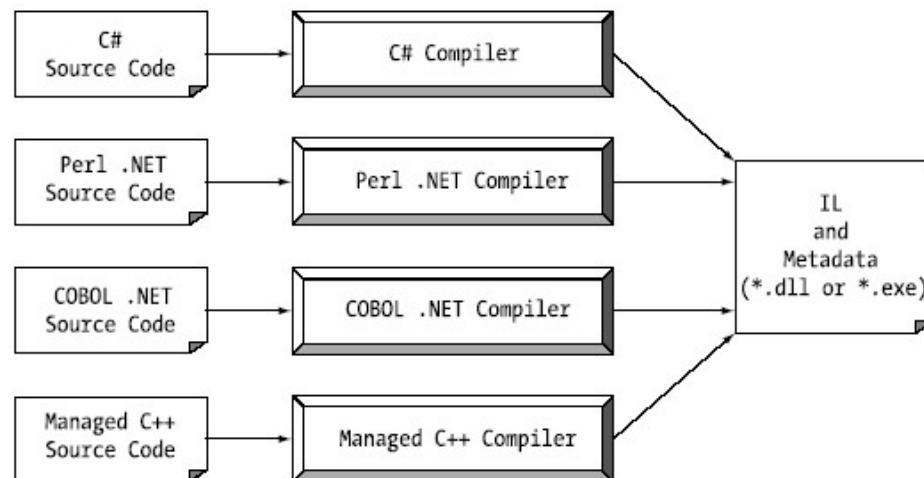 C#
Source Code
C# Compiler
Perl .NET
Source Code
Perl .NET Compiler
COBOL .NET
Source Code
COBOL .NET Compiler
Managed C++
Source Code
Managed C++ Compiler
IL
and
Metadata
(*.dll or *.exe)